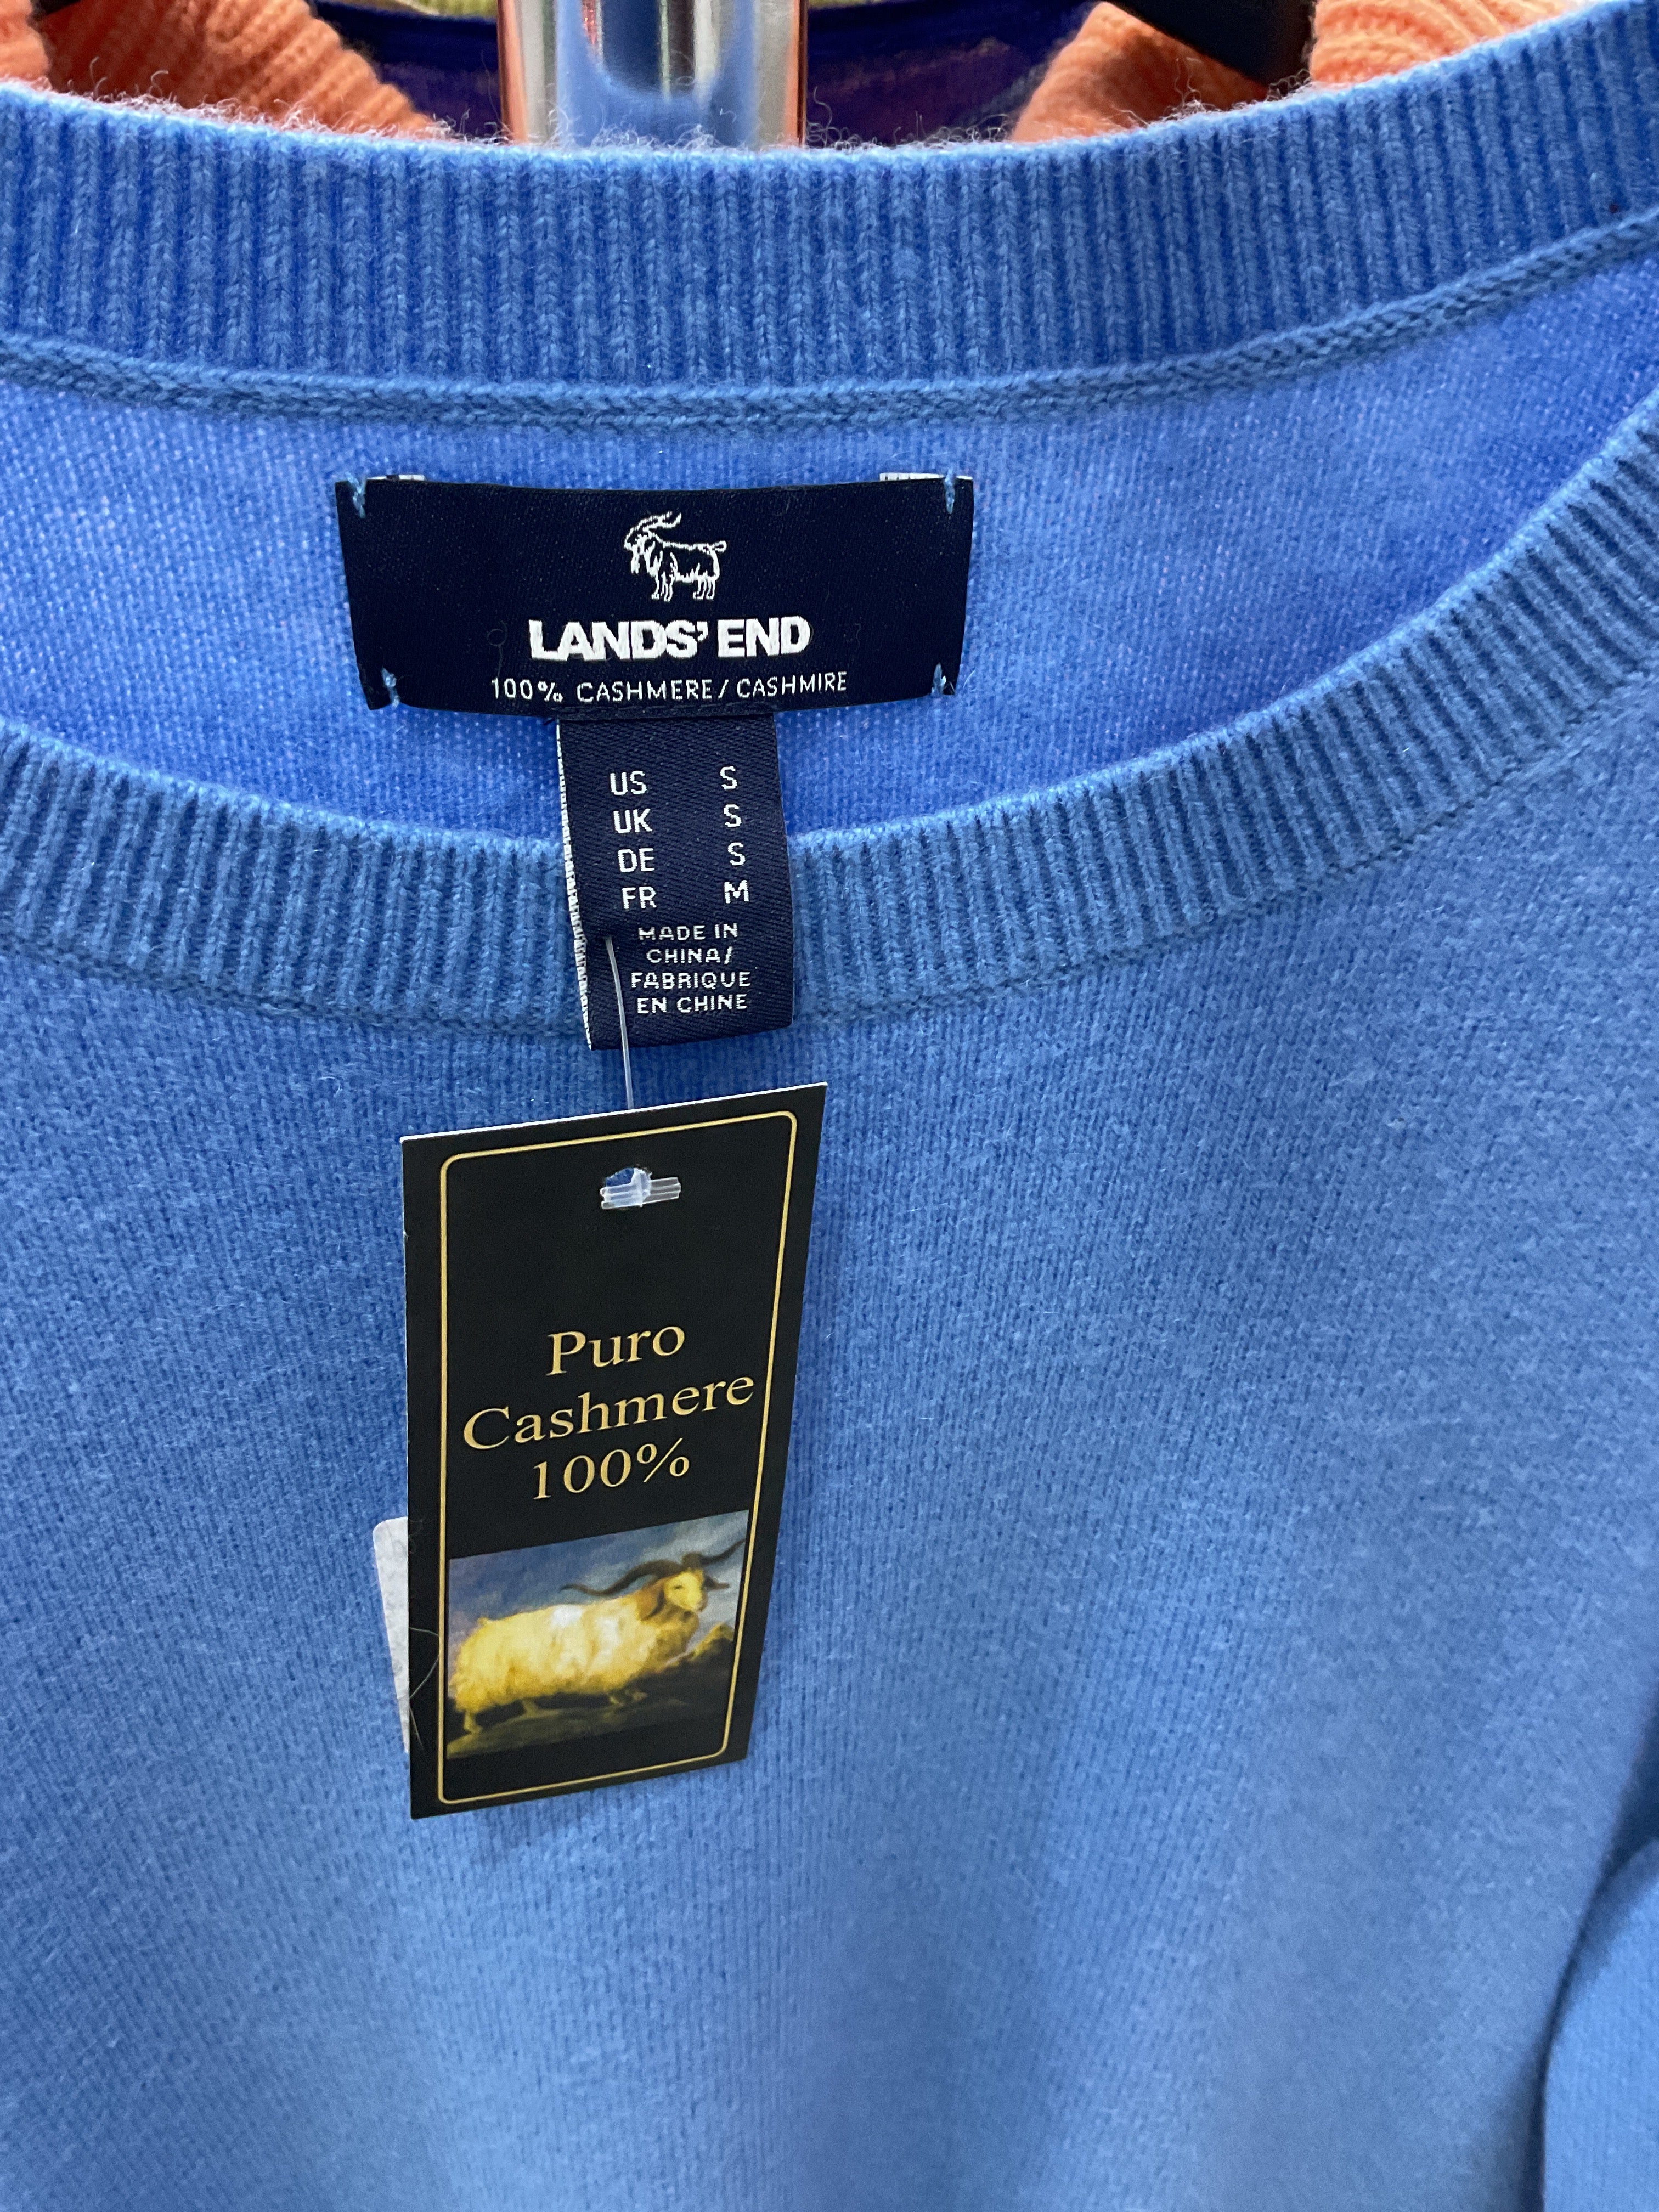 LANDS' END
100% CASHMERE / CASHMIRE
US S
UK S
DE S
FR M
MADE IN
CHINA/
FABRIQUE
EN CHINE
Puro
Cashmere
100%